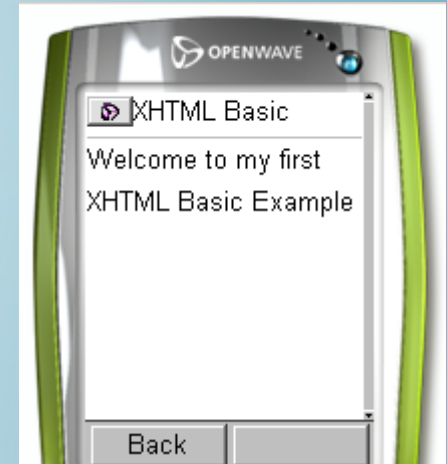 OPENWAVE
XHTML Basic
Welcome to my first
XHTML Basic Example
Back